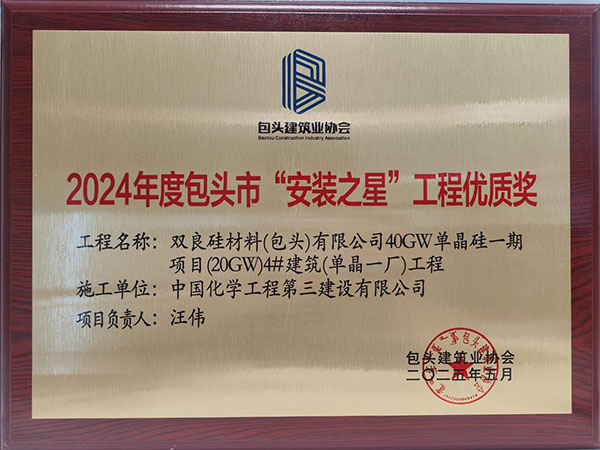 包头建筑业协会
Baotou Construction Industry Association
2024年度包头市“安装之星”工程优质奖
工程名称：双良硅材料(包头)有限公司40GW单晶硅一期
项目(20GW)4#建筑(单晶一厂)工程
施工单位：中国化学工程第三建设有限公司
项目负责人：汪伟
包头建筑业协会
二〇二五年五月